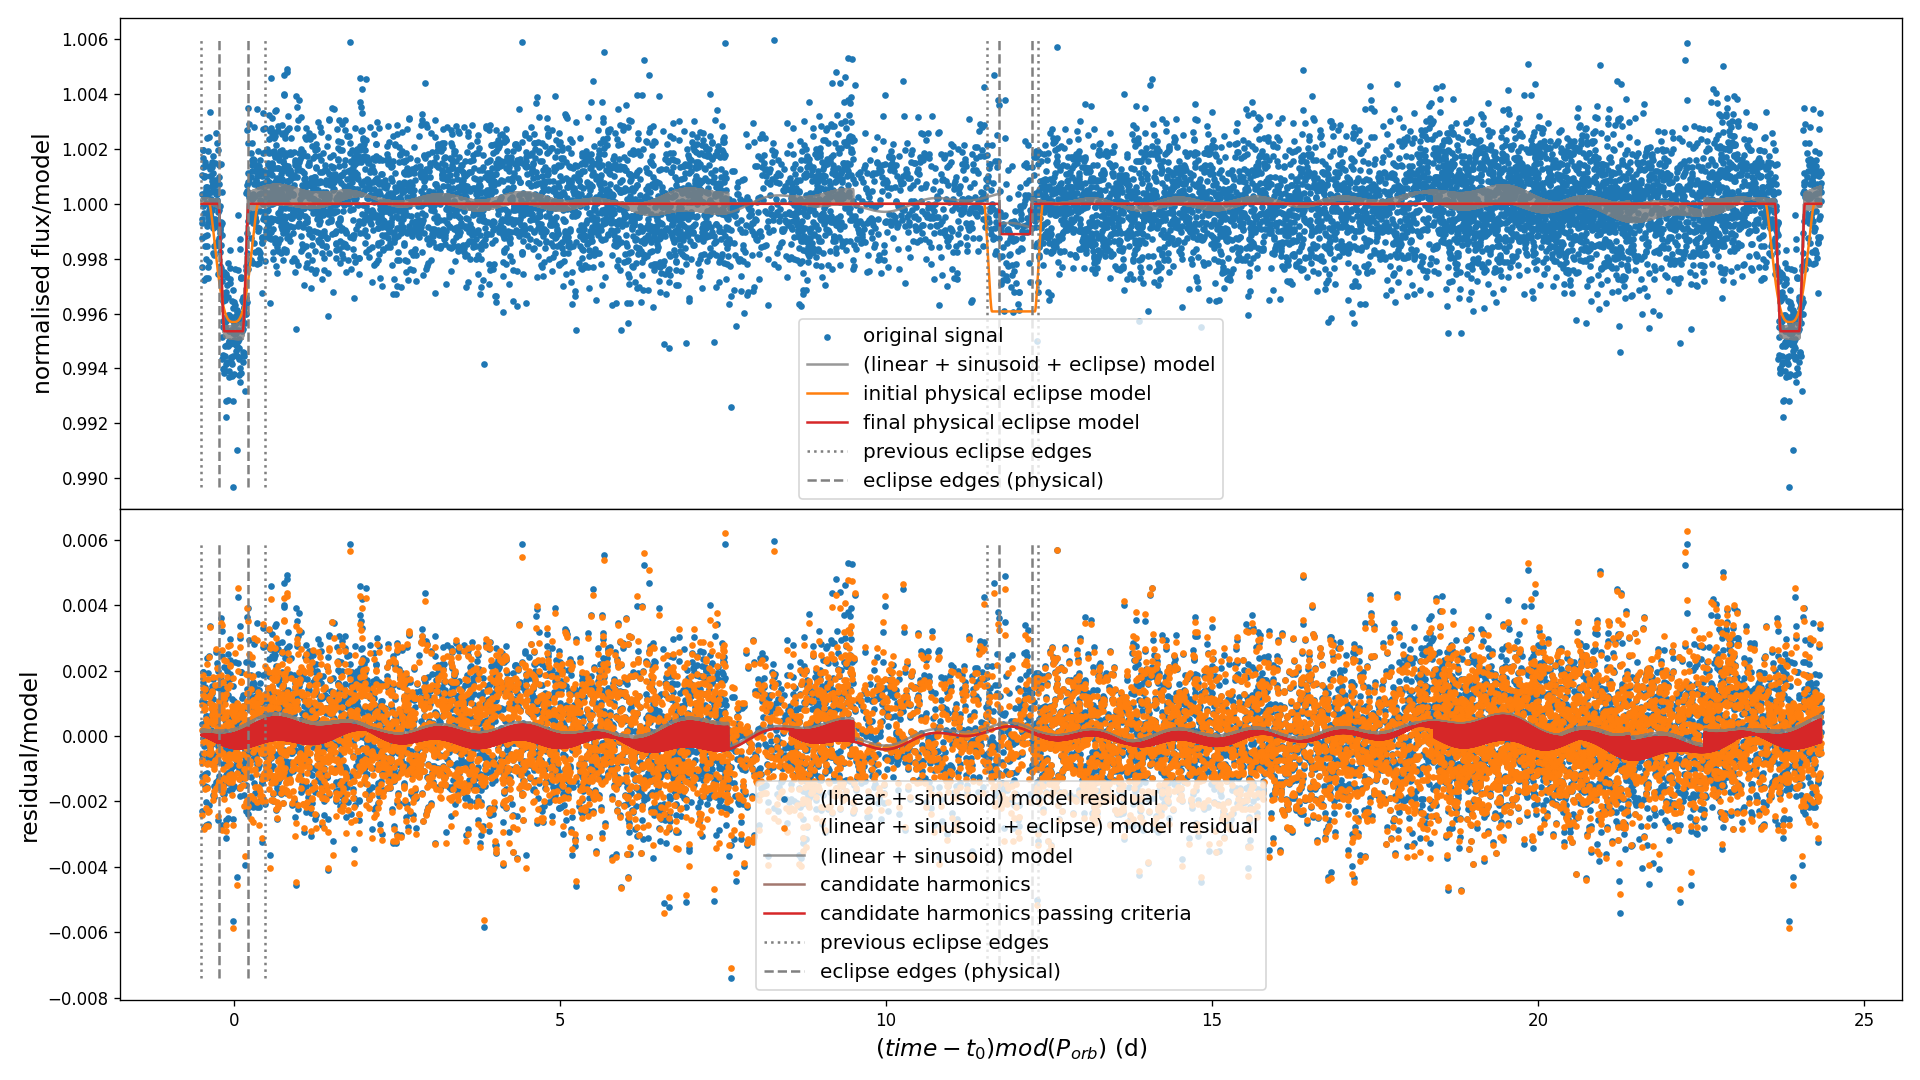 1.006
1.004
1.002
1.000
0.998
0.996
0.994
0.992
0.990
normalised flux/model
original signal
(linear + sinusoid + eclipse) model
initial physical eclipse model
final physical eclipse model
previous eclipse edges
eclipse edges (physical)
0.006
0.004
0.002
0.000
−0.002
−0.004
−0.006
−0.008
residual/model
(linear + sinusoid) model residual
(linear + sinusoid + eclipse) model residual
(linear + sinusoid) model
candidate harmonics
candidate harmonics passing criteria
previous eclipse edges
eclipse edges (physical)
0 5 10 15 20 25
(time − t₀)mod(P_orb) (d)